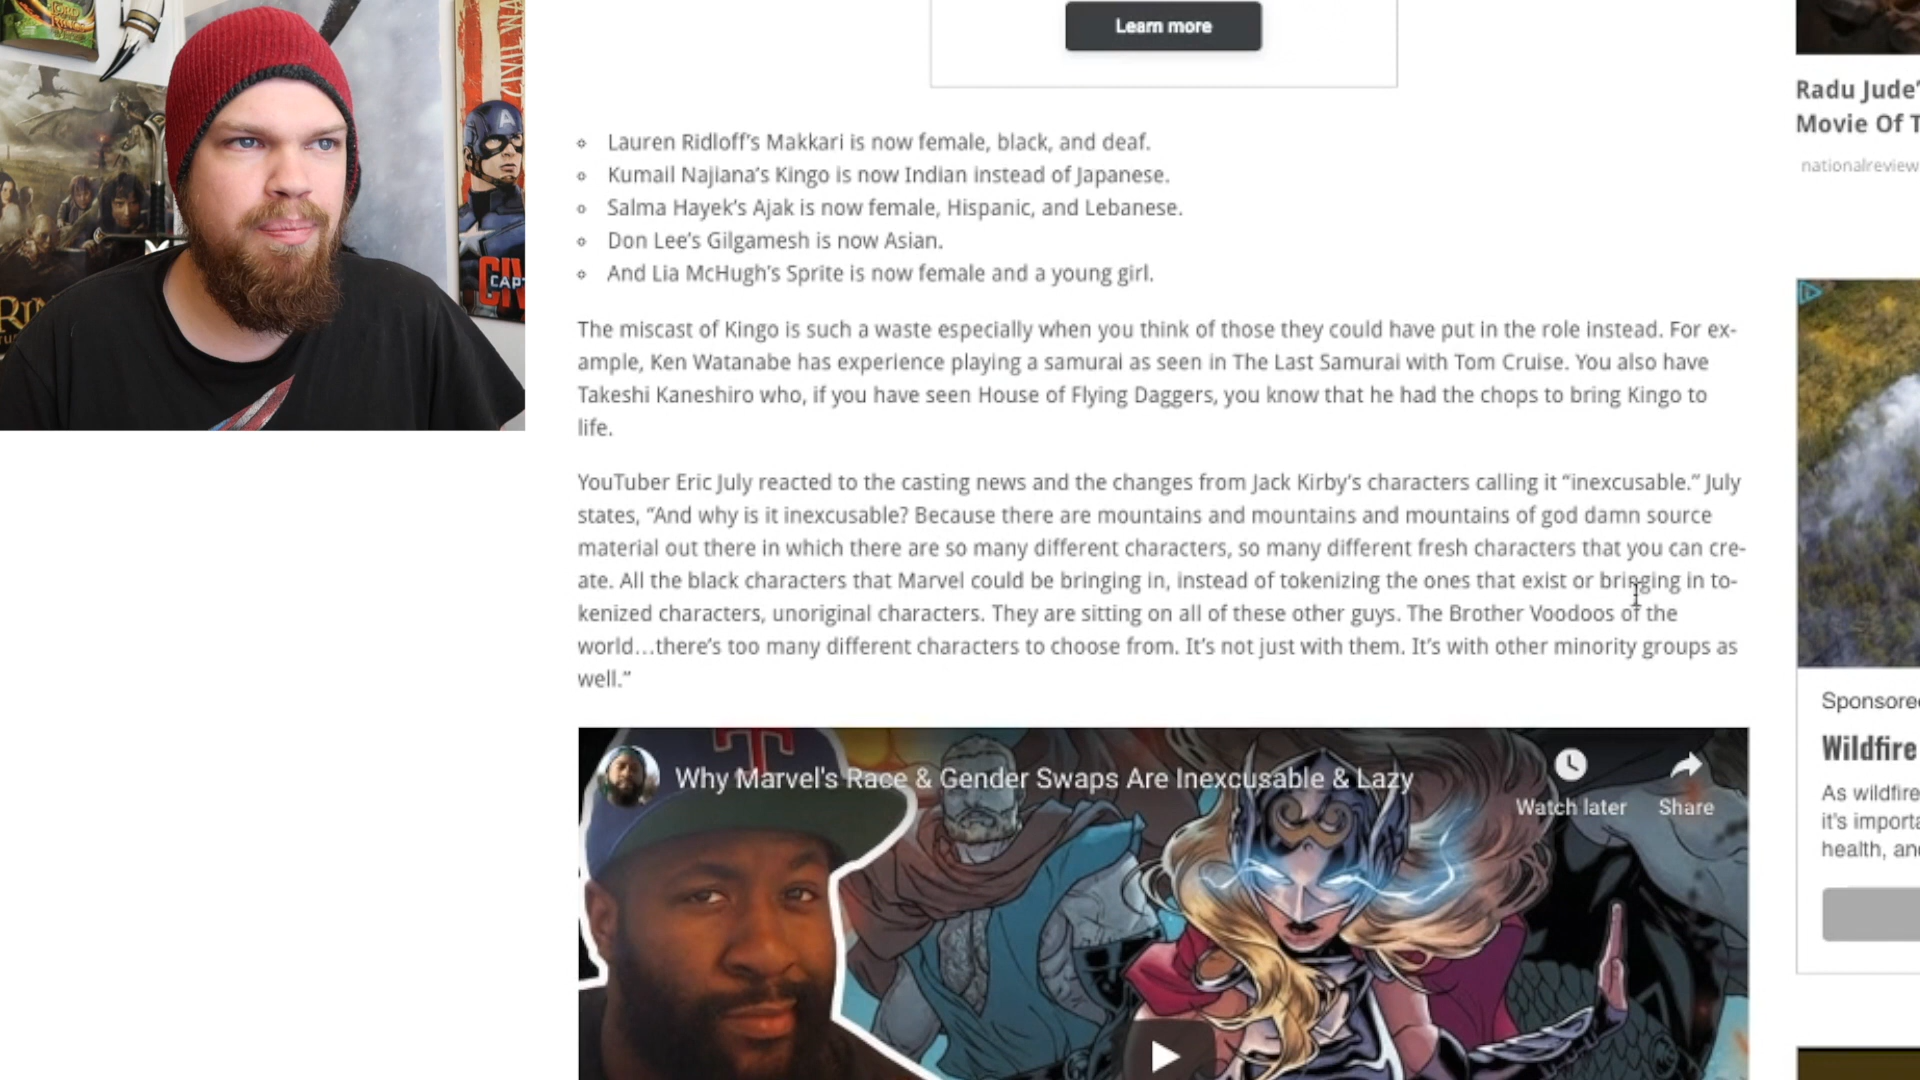 LORD
RINGS
CIVIL WA
A
RIN
CIV
CAP
Learn more
Lauren Ridloff’s Makkari is now female, black, and deaf.
Kumail Najiana’s Kingo is now Indian instead of Japanese.
Salma Hayek’s Ajak is now female, Hispanic, and Lebanese.
Don Lee’s Gilgamesh is now Asian.
And Lia McHugh’s Sprite is now female and a young girl.
The miscast of Kingo is such a waste especially when you think of those they could have put in the role instead. For ex-
ample, Ken Watanabe has experience playing a samurai as seen in The Last Samurai with Tom Cruise. You also have
Takeshi Kaneshiro who, if you have seen House of Flying Daggers, you know that he had the chops to bring Kingo to
life.
YouTuber Eric July reacted to the casting news and the changes from Jack Kirby’s characters calling it “inexcusable.” July
states, “And why is it inexcusable? Because there are mountains and mountains and mountains of god damn source
material out there in which there are so many different characters, so many different fresh characters that you can cre-
ate. All the black characters that Marvel could be bringing in, instead of tokenizing the ones that exist or bringing in to-
kenized characters, unoriginal characters. They are sitting on all of these other guys. The Brother Voodoos of the
world…there’s too many different characters to choose from. It’s not just with them. It’s with other minority groups as
well.”
T
Why Marvel's Race & Gender Swaps Are Inexcusable & Lazy
Watch later
Share
Radu Jude’
Movie Of T
nationalreview
Sponsore
Wildfire
As wildfire
it's importa
health, an